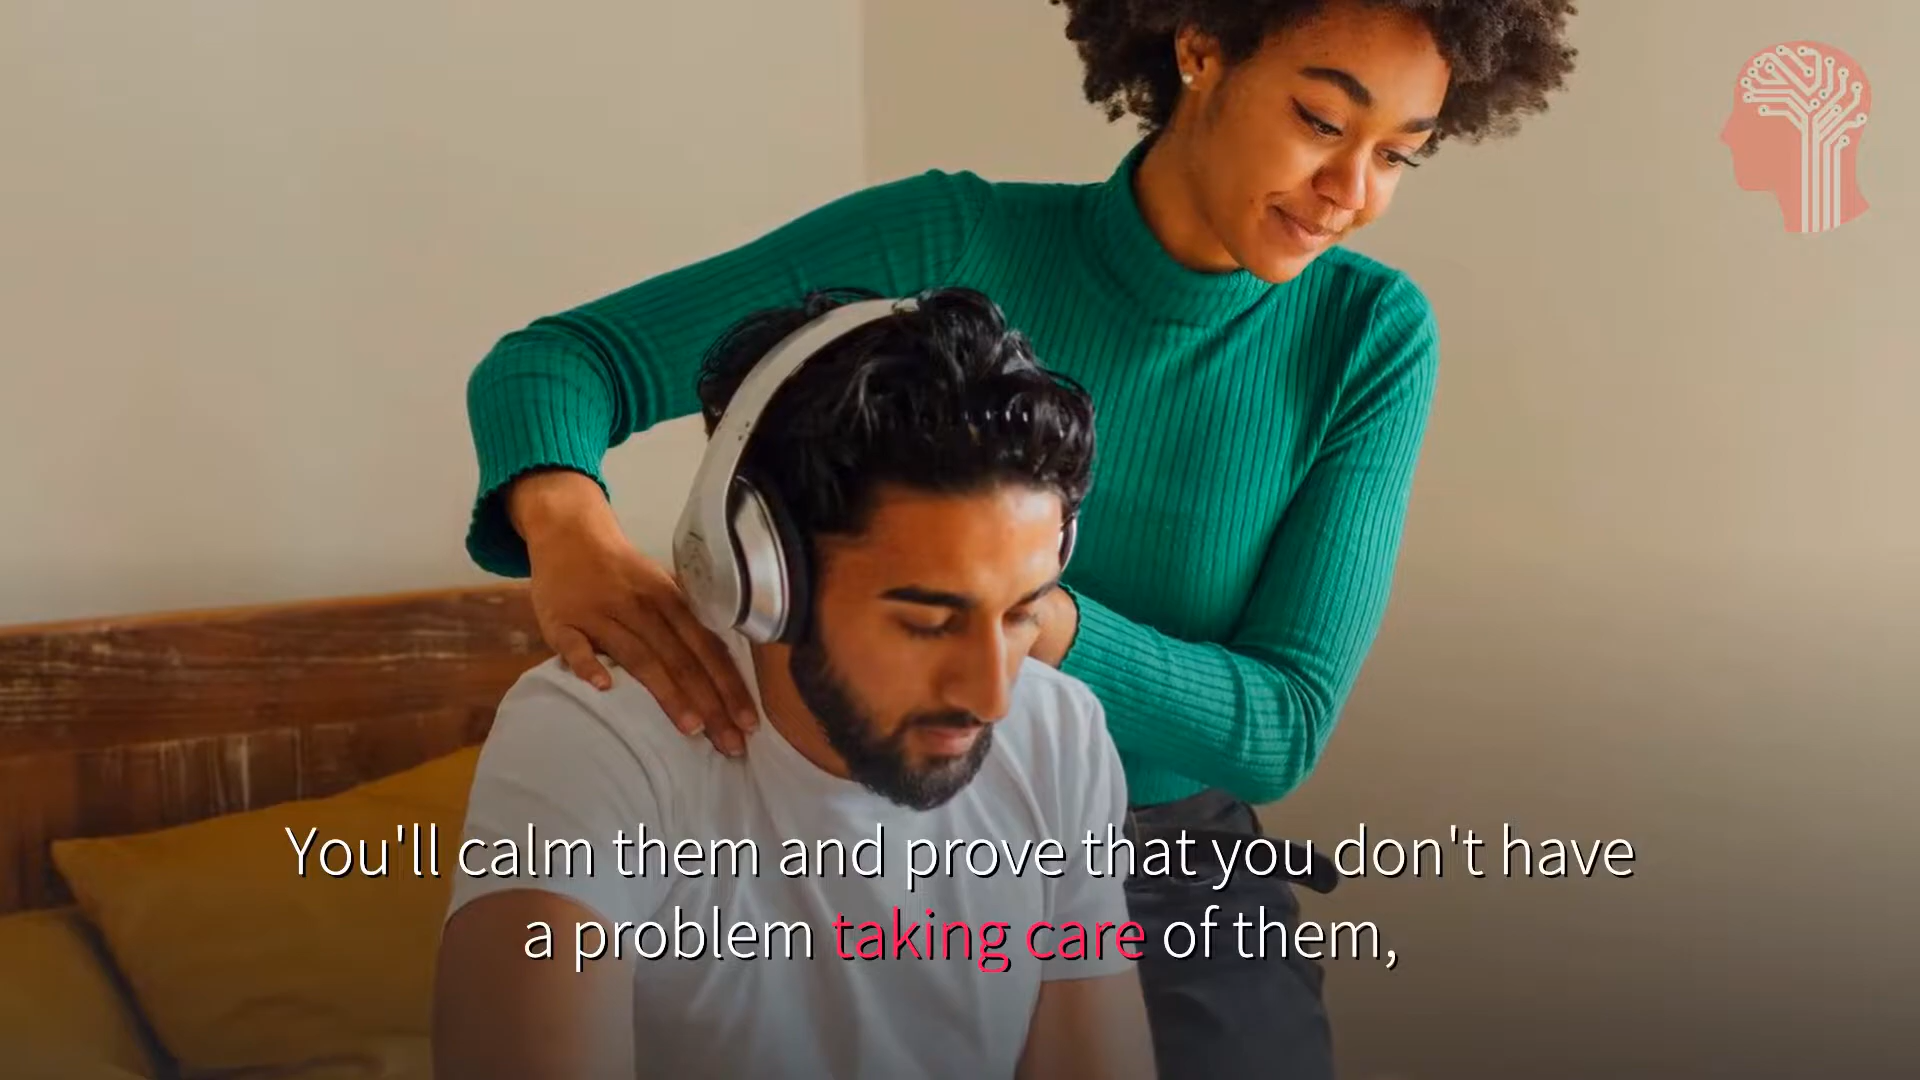 You'll calm them and prove that you don't have
a problem taking care of them,